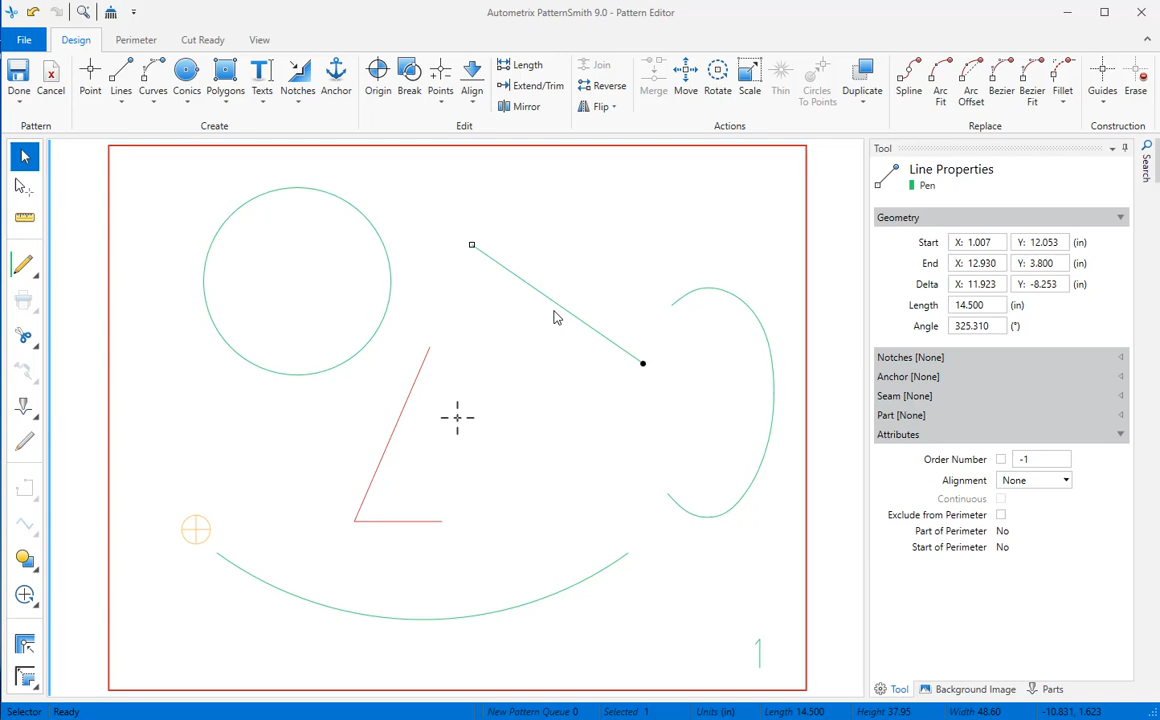 Autometrix PatternSmith 9.0 - Pattern Editor
File Design Perimeter Cut Ready View
Done Cancel Point Lines Curves Conics Polygons Texts Notches Anchor Origin Break Points Align Length Extend/Trim Mirror Join Reverse Flip Merge Move Rotate Scale Thin Circles To Points Duplicate Spline Arc Fit Arc Offset Bezier Bezier Fit Fillet Guides Erase
Pattern Create Edit Actions Replace Construction
Tool
Search
Line Properties
Pen
Geometry
Start X: 1.007 Y: 12.053 (in)
End X: 12.930 Y: 3.800 (in)
Delta X: 11.923 Y: -8.253 (in)
Length 14.500 (in)
Angle 325.310 (°)
Notches [None]
Anchor [None]
Seam [None]
Part [None]
Attributes
Order Number -1
Alignment None
Continuous
Exclude from Perimeter
Part of Perimeter No
Start of Perimeter No
1
Tool Background Image Parts
Selector Ready New Pattern Queue 0 Selected 1 Units (in) Length 14.500 Height 37.95 Width 48.60 -10.831, 1.623